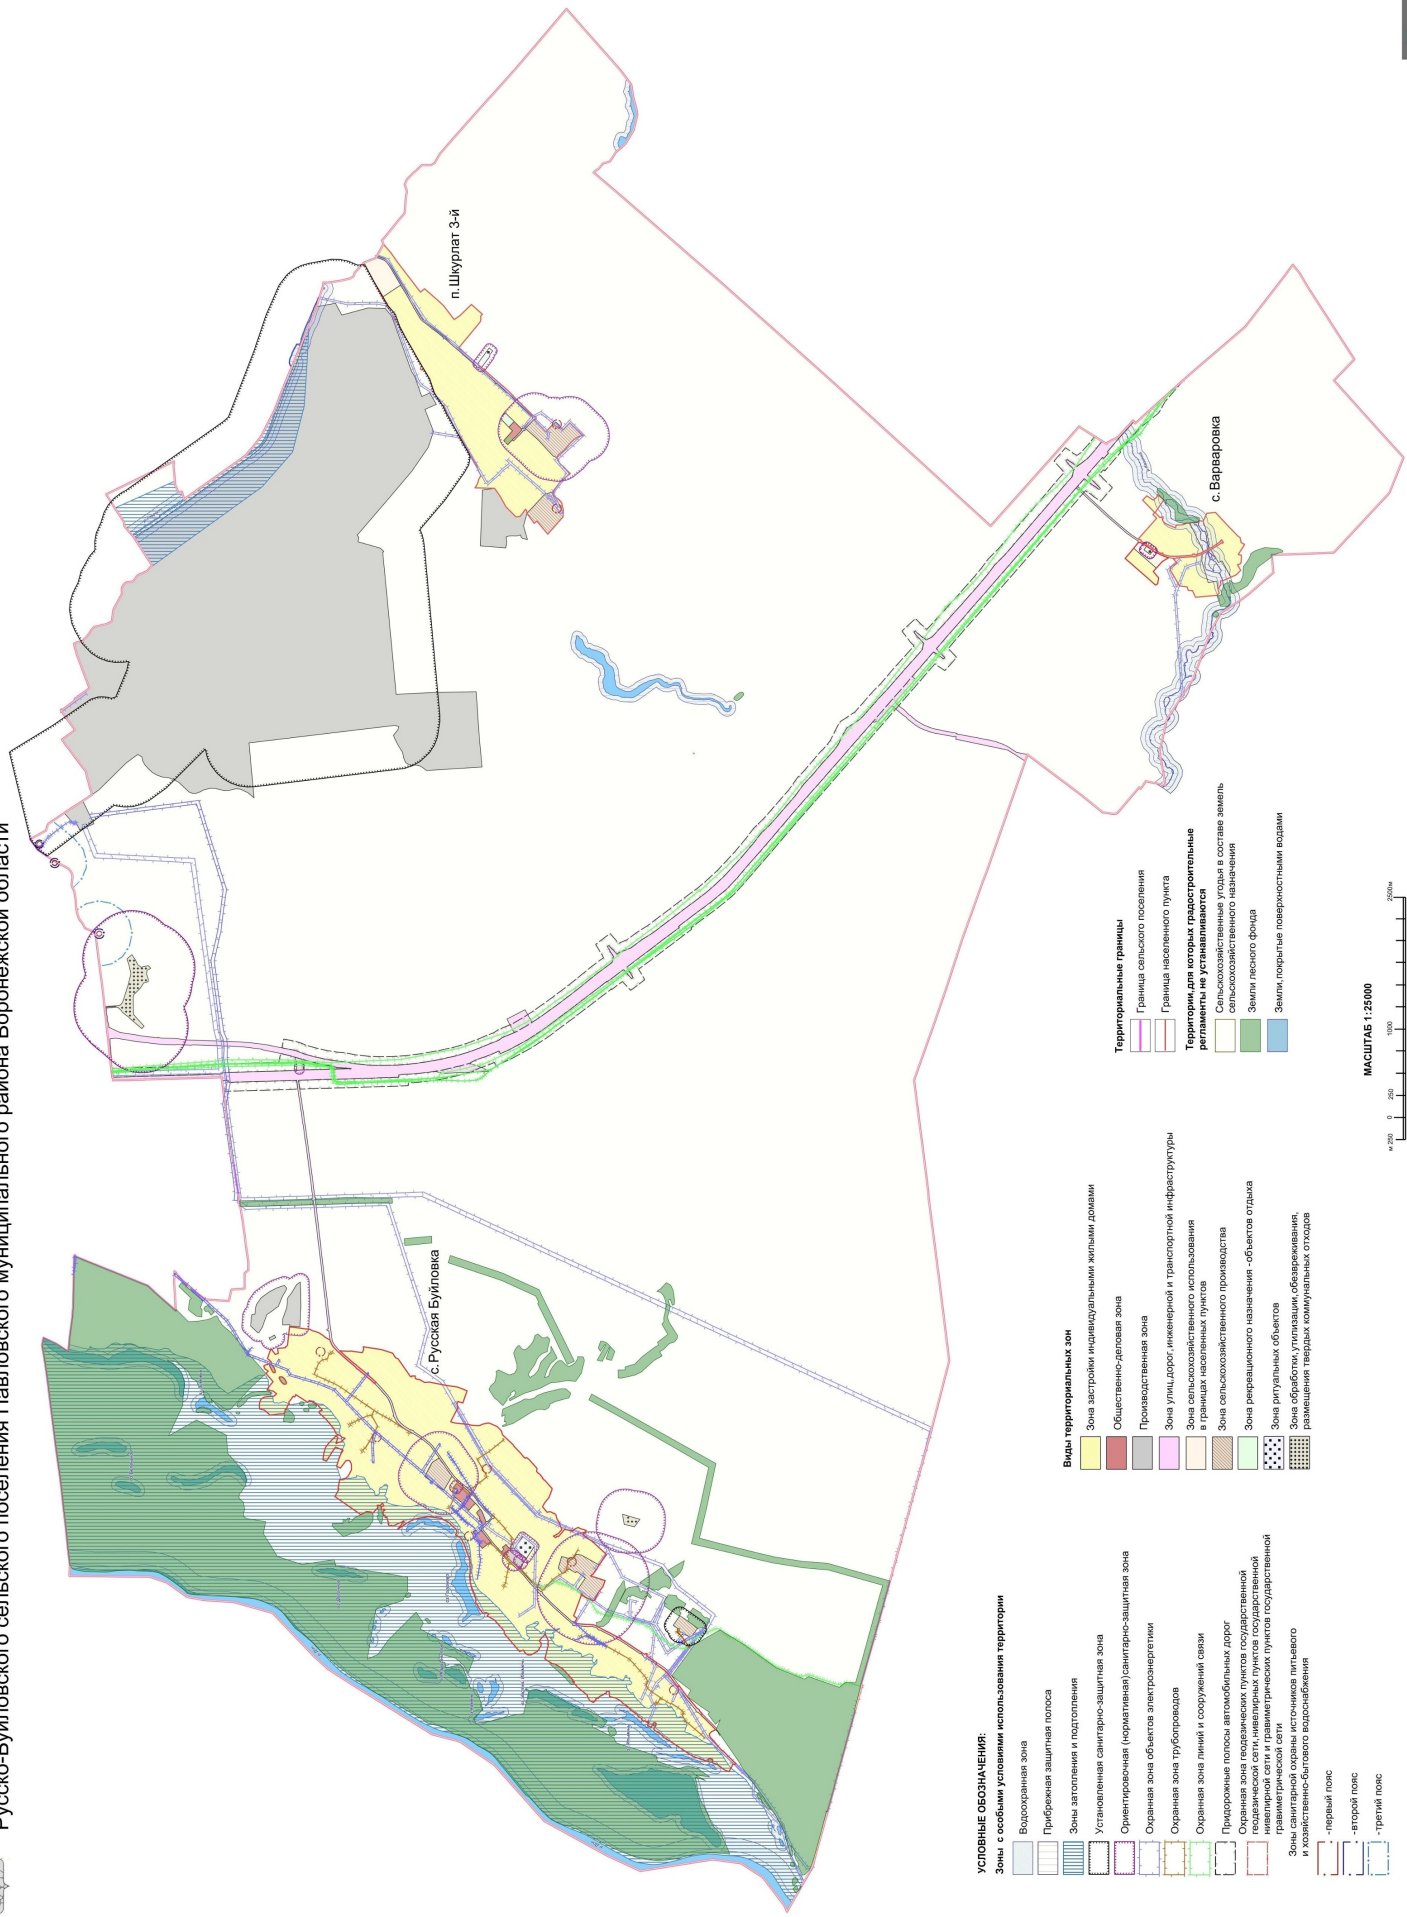 Русско-Буйловского сельского поселения Павловского муниципального района Воронежской области
п. Шкурлат 3-й
с. Русская Буйловка
с. Варваровка
УСЛОВНЫЕ ОБОЗНАЧЕНИЯ:
Зоны с особыми условиями использования территории
Водоохранная зона
Прибрежная защитная полоса
Зоны затопления и подтопления
Установленная санитарно-защитная зона
Ориентировочная (нормативная) санитарно-защитная зона
Охранная зона объектов электроэнергетики
Охранная зона трубопроводов
Охранная зона линий и сооружений связи
Придорожные полосы автомобильных дорог
Охранная зона геодезических пунктов государственной
геодезической сети, нивелирных пунктов государственной
нивелирной сети и гравиметрических пунктов государственной
гравиметрической сети
Зоны санитарной охраны источников питьевого
и хозяйственно-бытового водоснабжения
-первый пояс
-второй пояс
-третий пояс
Виды территориальных зон
Зона застройки индивидуальными жилыми домами
Общественно-деловая зона
Производственная зона
Зона улиц, дорог, инженерной и транспортной инфраструктуры
Зона сельскохозяйственного использования
в границах населенных пунктов
Зона сельскохозяйственного производства
Зона рекреационного назначения - объектов отдыха
Зона ритуальных объектов
Зона обработки, утилизации, обезвреживания,
размещения твердых коммунальных отходов
Территориальные границы
Граница сельского поселения
Граница населенного пункта
Территории, для которых градостроительные
регламенты не устанавливаются
Сельскохозяйственные угодья в составе земель
сельскохозяйственного назначения
Земли лесного фонда
Земли, покрытые поверхностными водами
МАСШТАБ 1:25000
м 250 0 250 1000 2500м